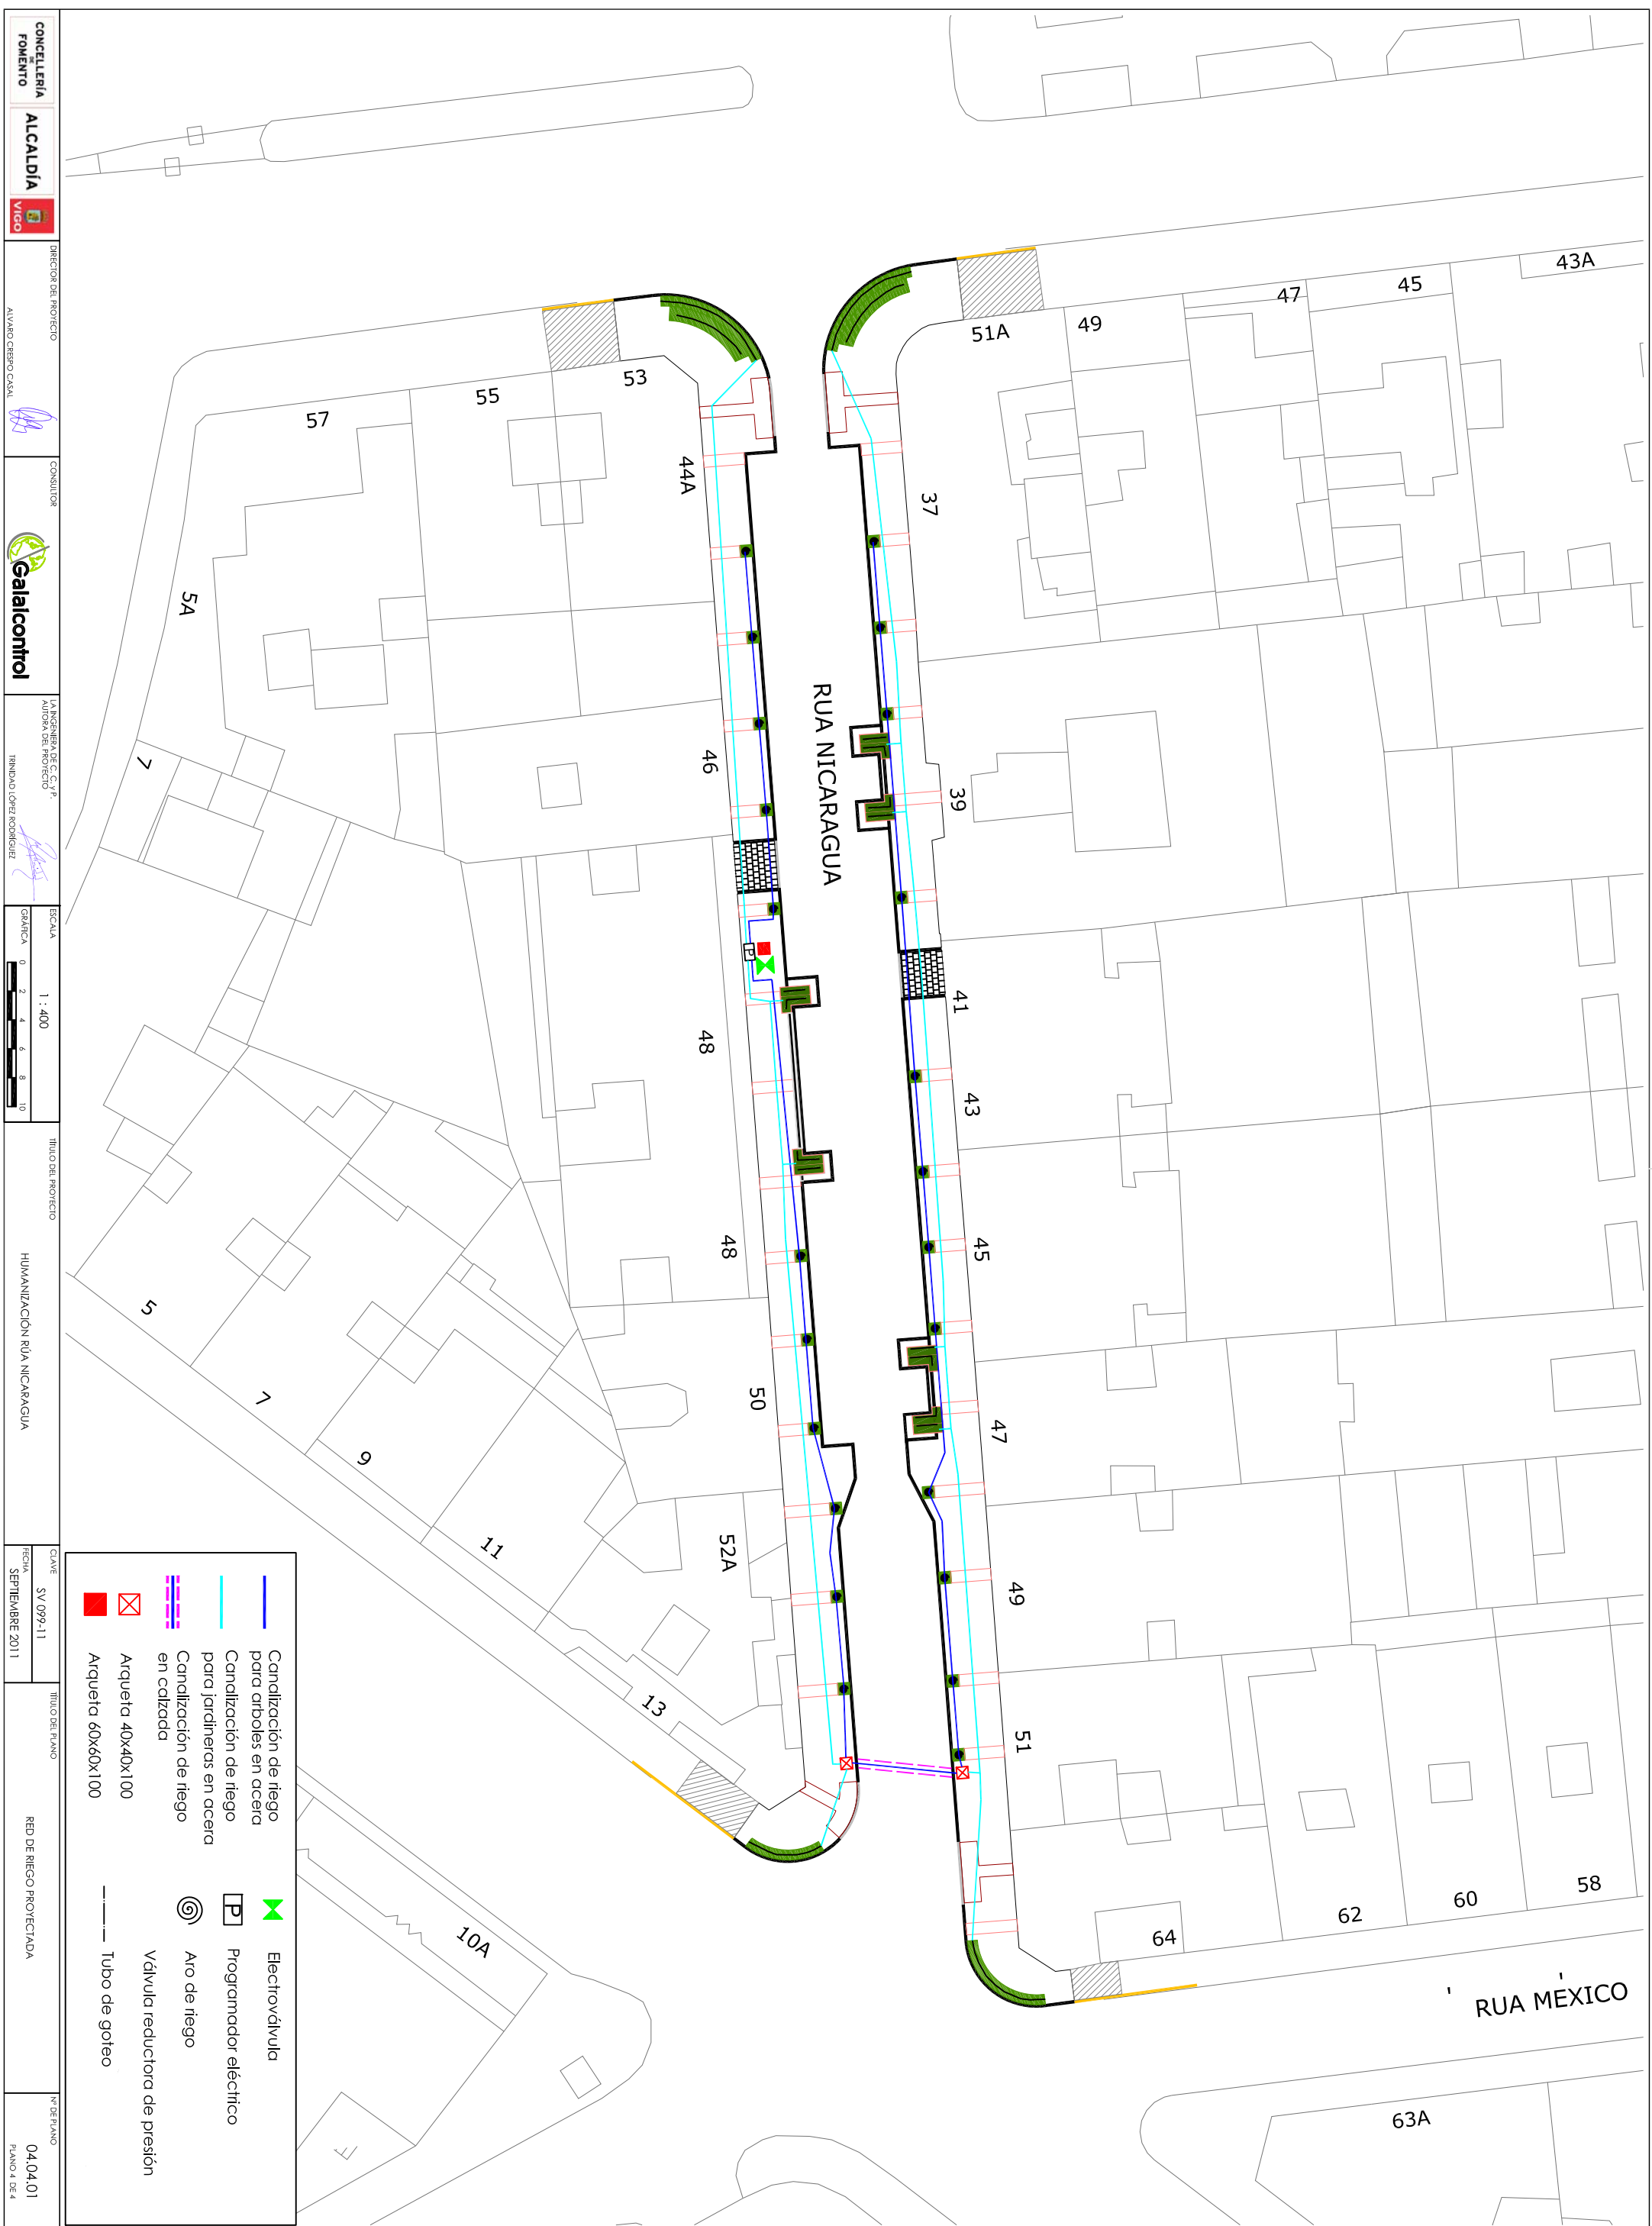 RUA NICARAGUA
RUA MÉXICO
43A
45
47
49
51A
53
55
57
5A
7
44A
46
48
48
50
52A
37
39
41
43
45
47
49
51
5
7
9
11
13
10A
64
62
60
58
63A
Canalización de riego
para arboles en acera
Canalización de riego
para jardineras en acera
Canalización de riego
en calzada
Arqueta 40x40x100
Arqueta 60x60x100
Electroválvula
P
Programador eléctrico
Aro de riego
Válvula reductora de presión
Tubo de goteo
P
CONCELLERÍA
DE
FOMENTO
ALCALDÍA
VIGO
DIRECTOR DEL PROYECTO
ALVARO CRESPO CASAL
CONSULTOR
Galaicontrol
LA INGENIERA DE C. C. y P.
AUTORA DEL PROYECTO
TRINIDAD LÓPEZ RODRÍGUEZ
ESCALA
1 : 400
GRÁFICA
0 2 4 6 8 10
TÍTULO DEL PROYECTO
HUMANIZACIÓN RÚA NICARAGUA
CLAVE
SV 099-11
FECHA
SEPTIEMBRE 2011
TÍTULO DEL PLANO
RED DE RIEGO PROYECTADA
Nº DE PLANO
04.04.01
PLANO 4 DE 4